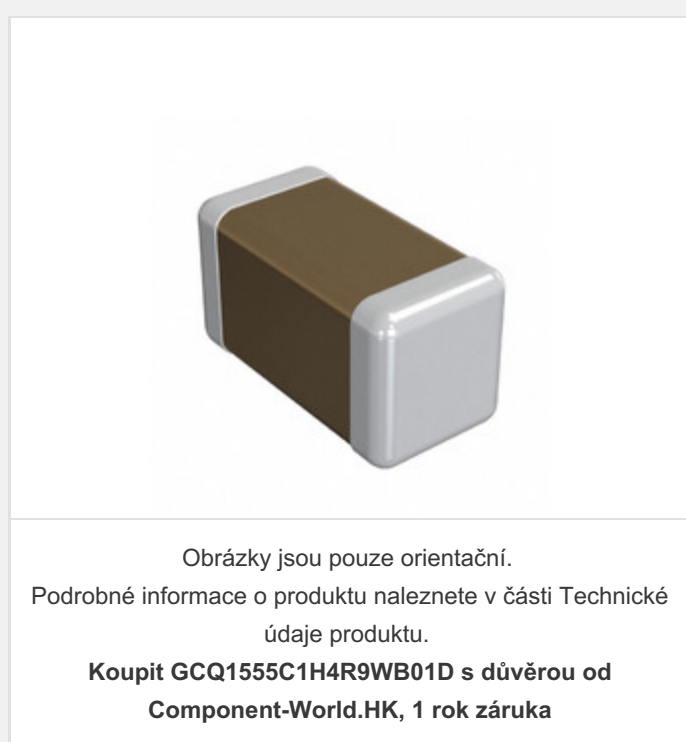 Obrázky jsou pouze orientační.
Podrobné informace o produktu naleznete v části Technické
údaje produktu.
Koupit GCQ1555C1H4R9WB01D s důvěrou od
Component-World.HK, 1 rok záruka